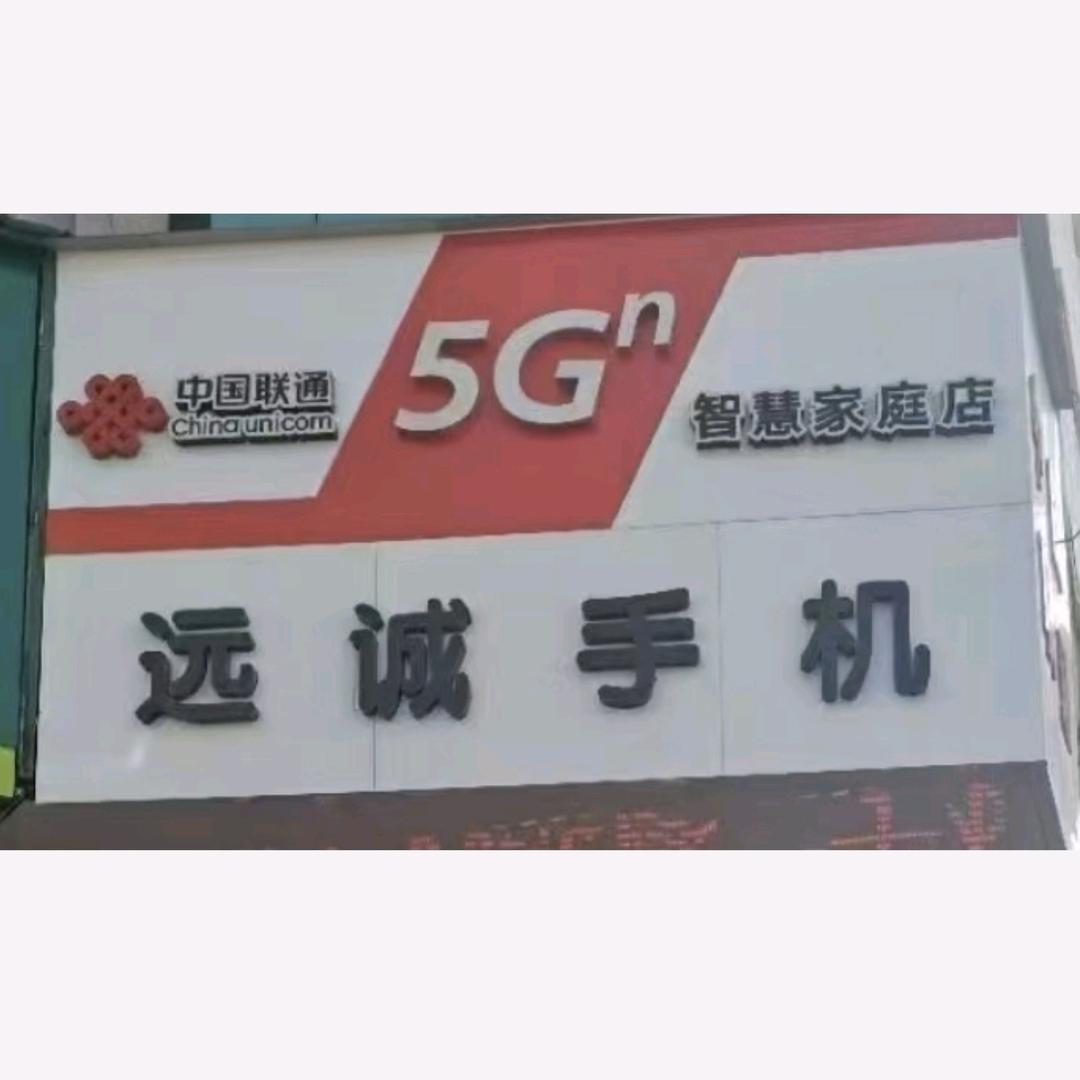 中国联通
China unicom
5Gⁿ
智慧家庭店
远诚手机